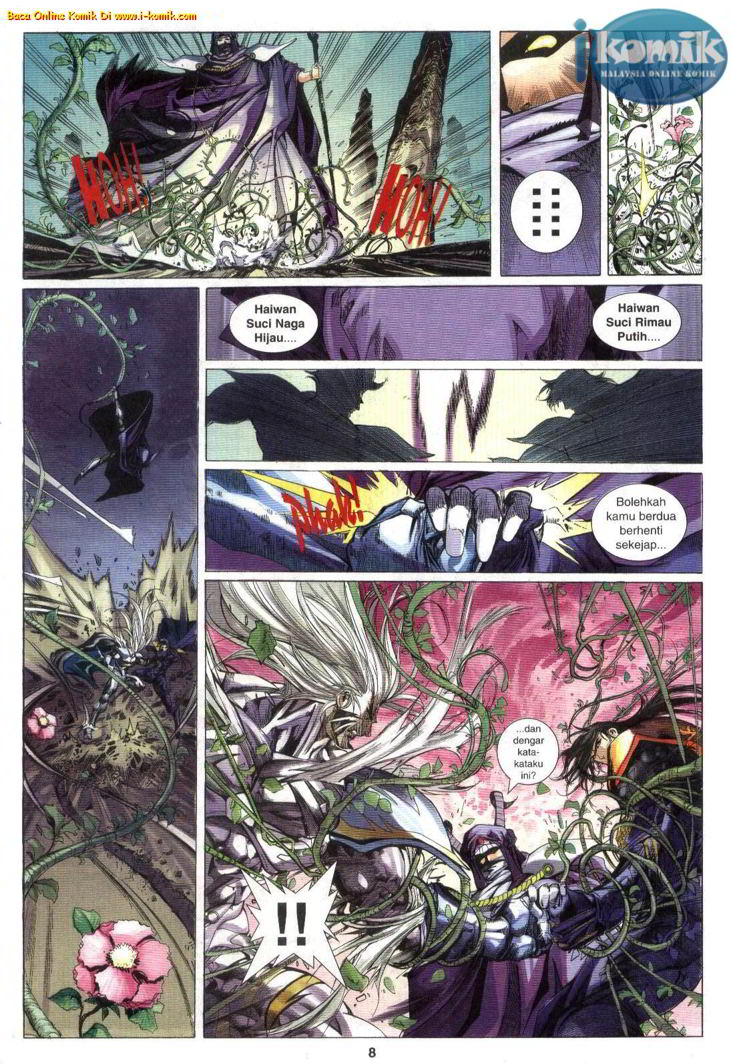 Baca Online Komik Di www.i-komik.com
i komik
MALAYSIA ONLINE KOMIK
WOH!
WOH!
Haiwan
Suci Naga
Hijau....
Haiwan
Suci Rimau
Putih....
phak!
Bolehkah
kamu berdua
berhenti
sekejap...
...dan
dengar
kata-
kataku
ini?
!!
8